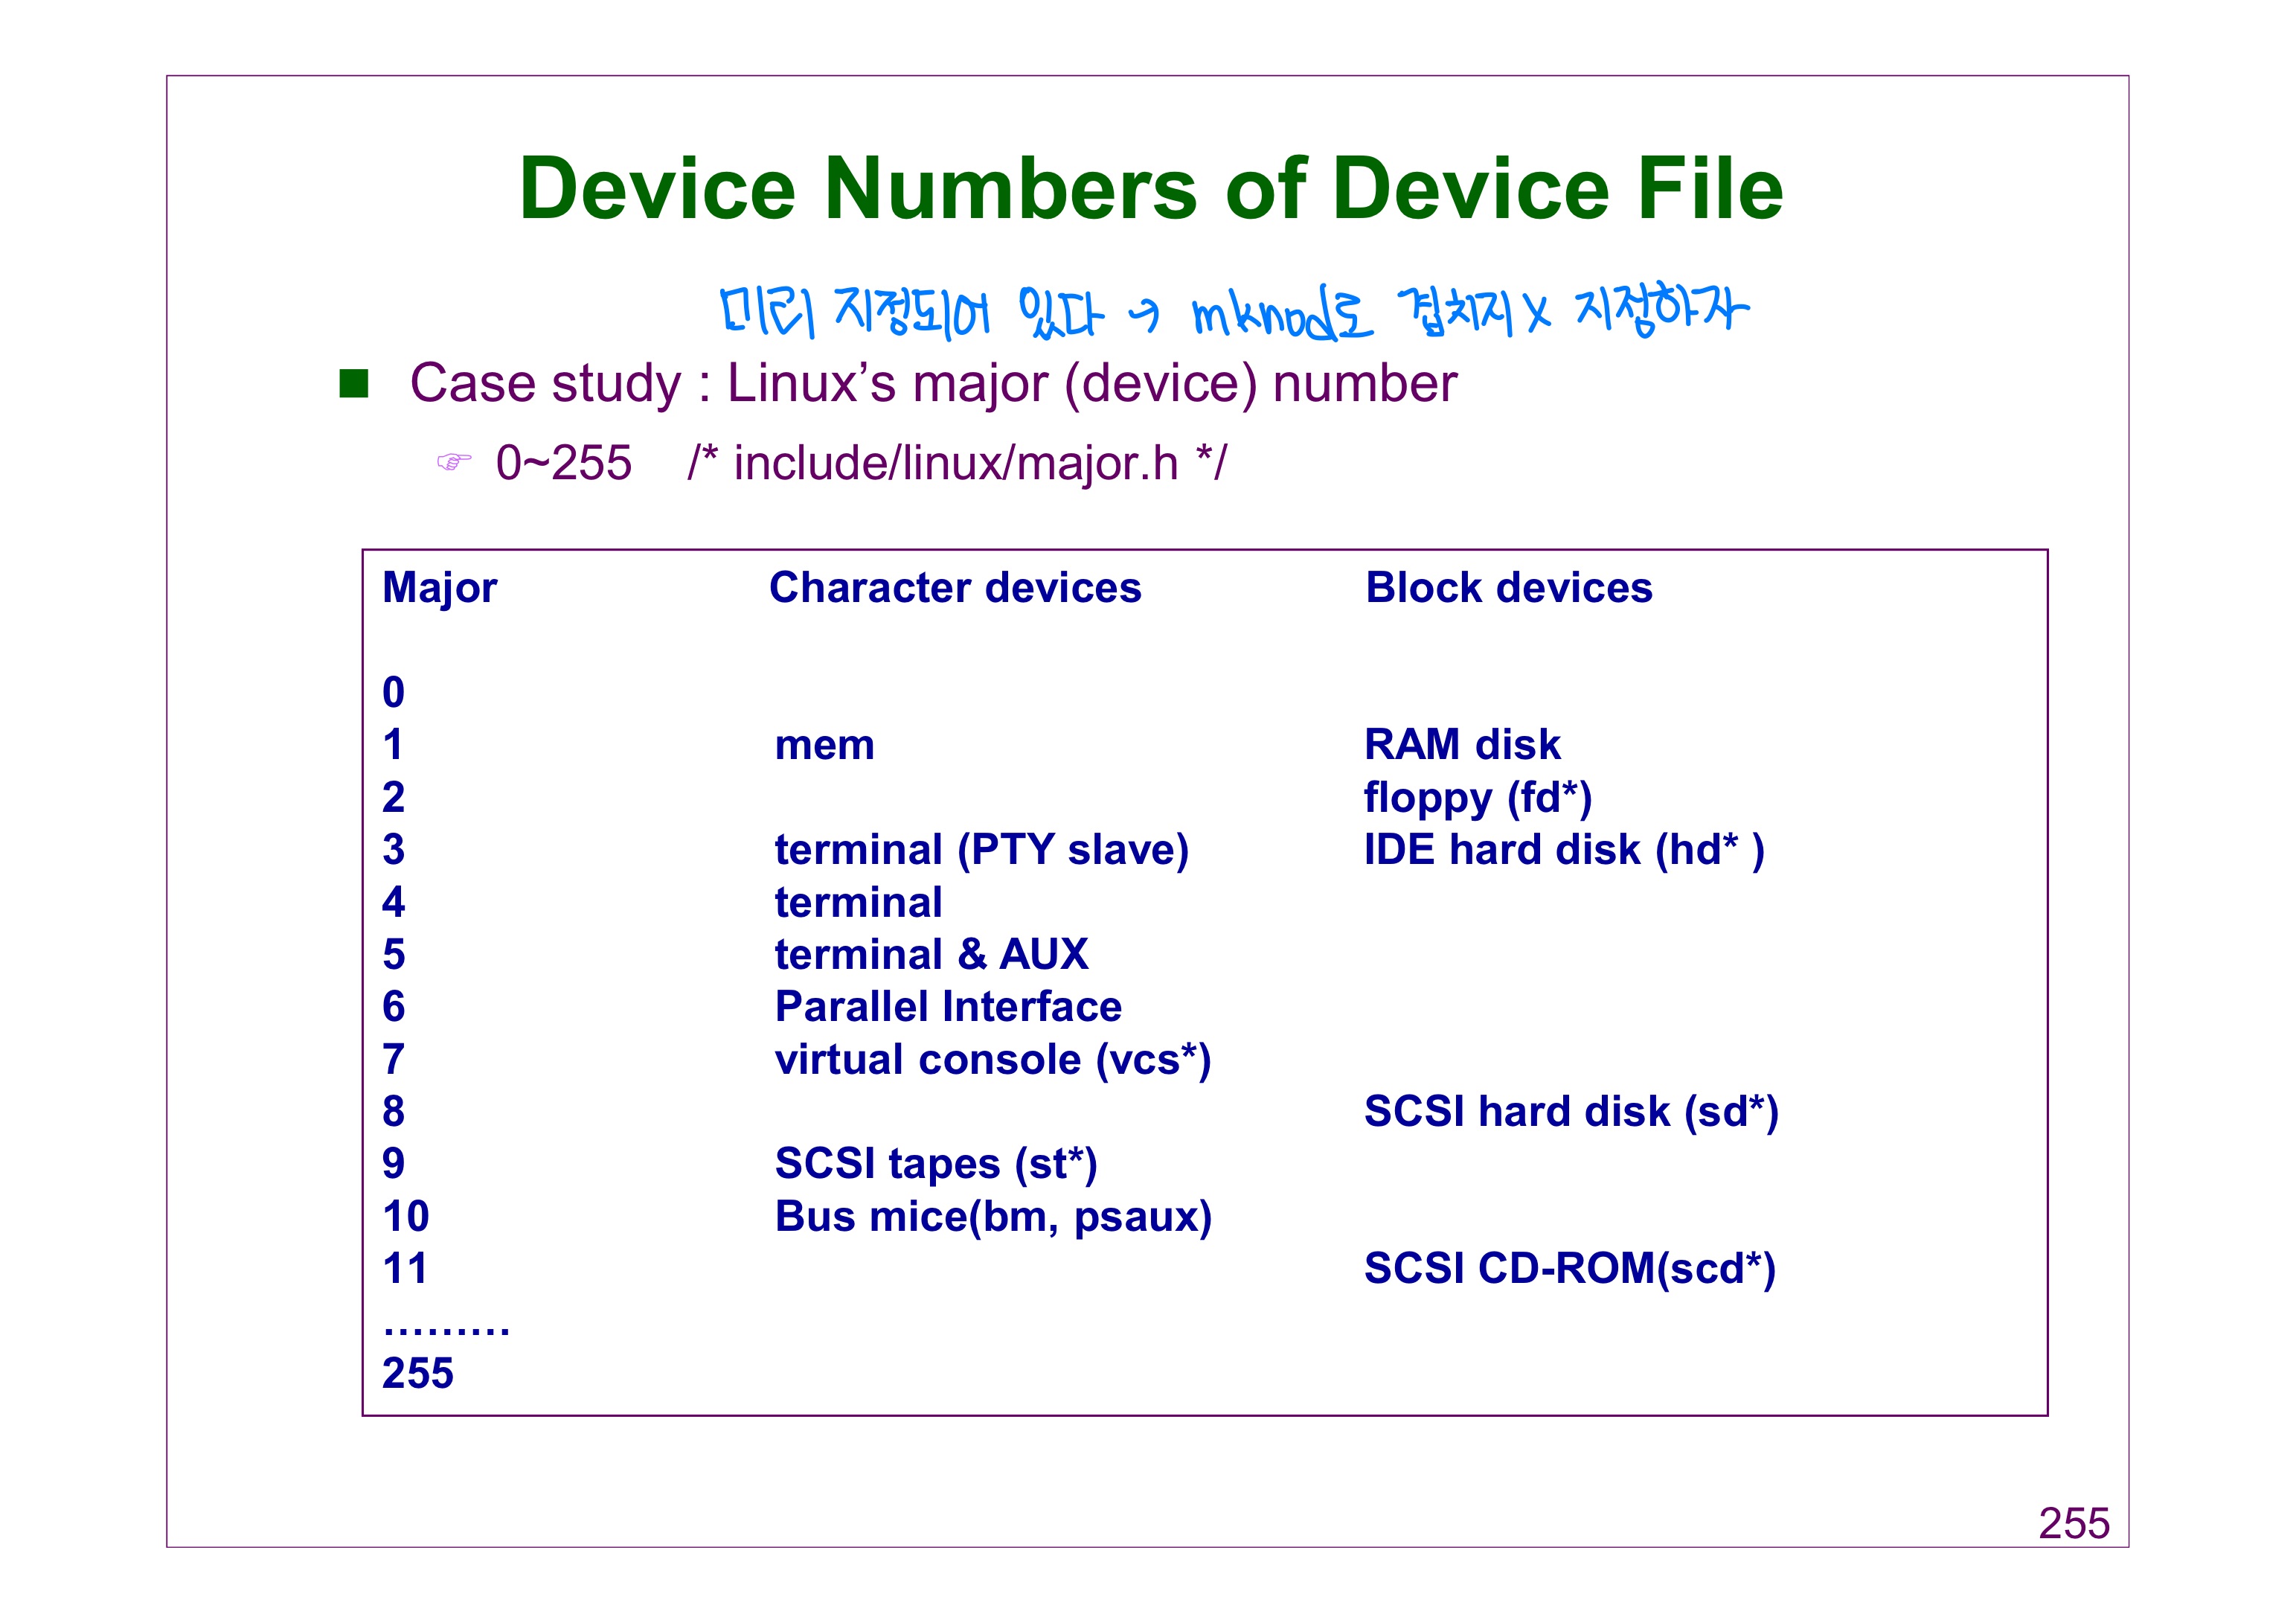 Device Numbers of Device File
미리 지정되어 있다 → mknod로 겹치지 X 지정하자
■ Case study : Linux’s major (device) number
☞ 0~255 /* include/linux/major.h */
Major Character devices Block devices
0
1 mem RAM disk
2 floppy (fd*)
3 terminal (PTY slave) IDE hard disk (hd* )
4 terminal
5 terminal & AUX
6 Parallel Interface
7 virtual console (vcs*)
8 SCSI hard disk (sd*)
9 SCSI tapes (st*)
10 Bus mice(bm, psaux)
11 SCSI CD-ROM(scd*)
………
255
255